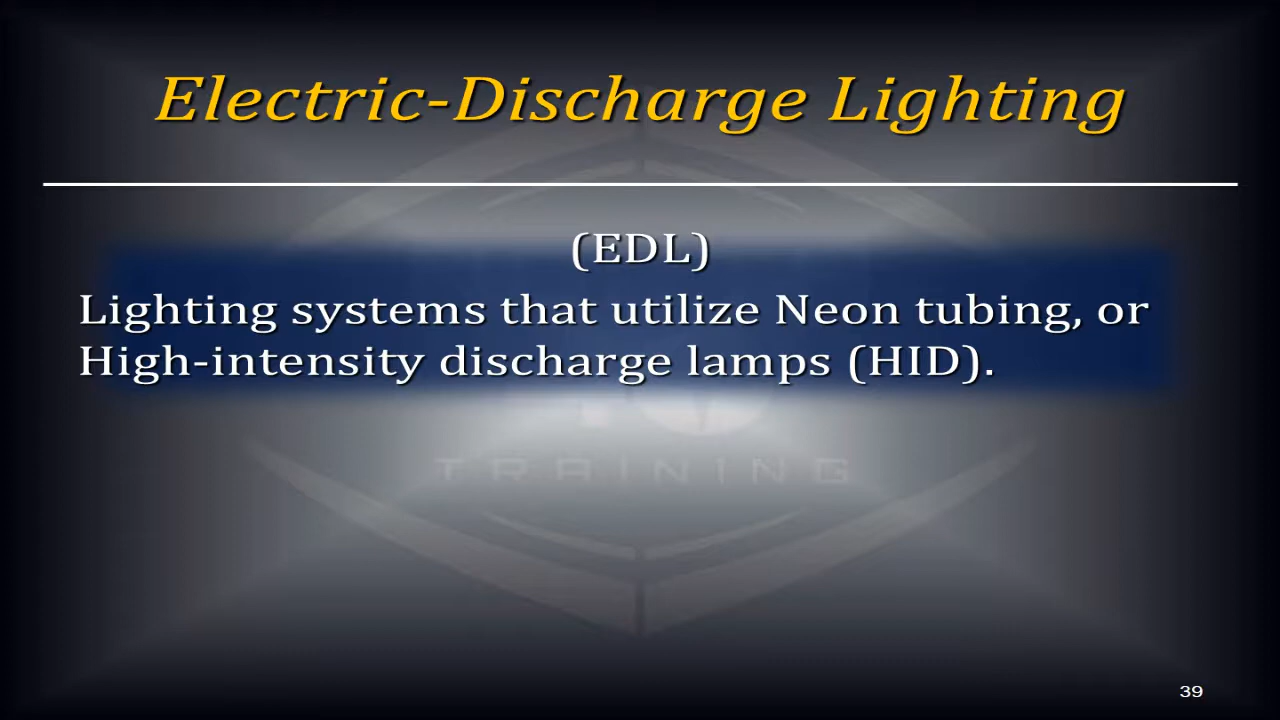 Electric-Discharge Lighting
(EDL)
Lighting systems that utilize Neon tubing, or
High-intensity discharge lamps (HID).
TRAINING
39